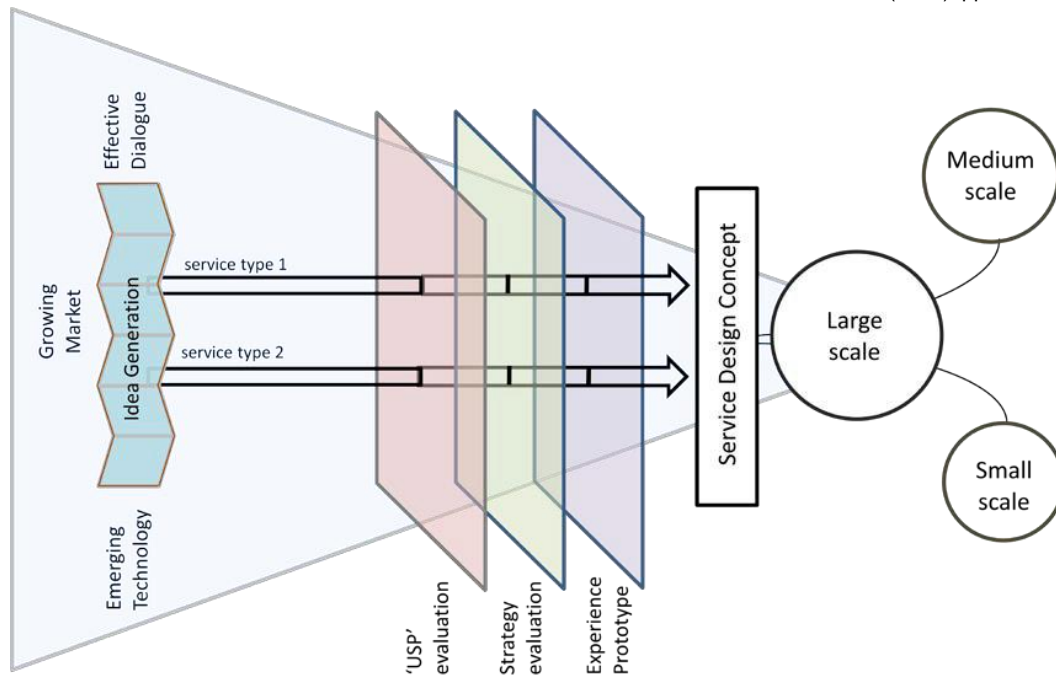 Effective
Dialogue
Growing
Market
Emerging
Technology
Idea Generation
service type 1
service type 2
'USP'
evaluation
Strategy
evaluation
Experience
Prototype
Service Design Concept
Large
scale
Medium
scale
Small
scale